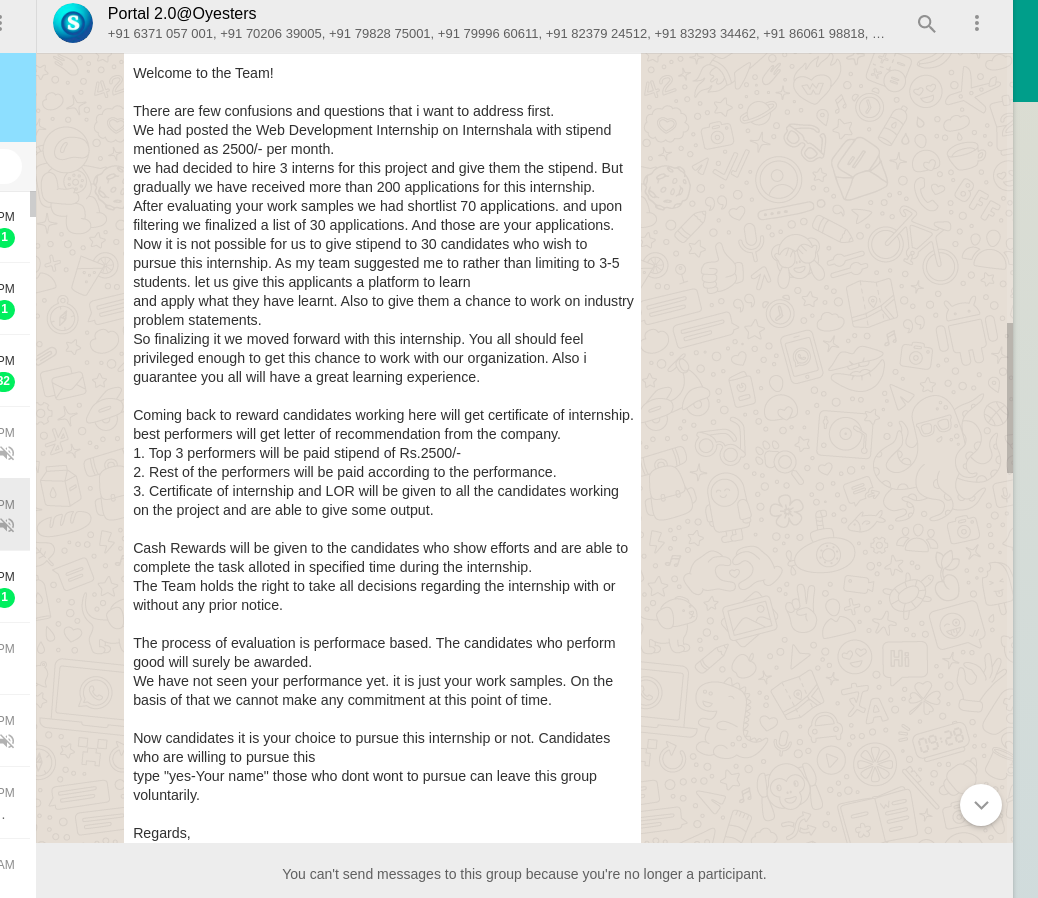 Portal 2.0@Oyesters
+91 6371 057 001, +91 70206 39005, +91 79828 75001, +91 79996 60611, +91 82379 24512, +91 83293 34462, +91 86061 98818, …
Welcome to the Team!
There are few confusions and questions that i want to address first.
We had posted the Web Development Internship on Internshala with stipend
mentioned as 2500/- per month.
we had decided to hire 3 interns for this project and give them the stipend. But
gradually we have received more than 200 applications for this internship.
After evaluating your work samples we had shortlist 70 applications. and upon
filtering we finalized a list of 30 applications. And those are your applications.
Now it is not possible for us to give stipend to 30 candidates who wish to
pursue this internship. As my team suggested me to rather than limiting to 3-5
students. let us give this applicants a platform to learn
and apply what they have learnt. Also to give them a chance to work on industry
problem statements.
So finalizing it we moved forward with this internship. You all should feel
privileged enough to get this chance to work with our organization. Also i
guarantee you all will have a great learning experience.
Coming back to reward candidates working here will get certificate of internship.
best performers will get letter of recommendation from the company.
1. Top 3 performers will be paid stipend of Rs.2500/-
2. Rest of the performers will be paid according to the performance.
3. Certificate of internship and LOR will be given to all the candidates working
on the project and are able to give some output.
Cash Rewards will be given to the candidates who show efforts and are able to
complete the task alloted in specified time during the internship.
The Team holds the right to take all decisions regarding the internship with or
without any prior notice.
The process of evaluation is performace based. The candidates who perform
good will surely be awarded.
We have not seen your performance yet. it is just your work samples. On the
basis of that we cannot make any commitment at this point of time.
Now candidates it is your choice to pursue this internship or not. Candidates
who are willing to pursue this
type "yes-Your name" those who dont wont to pursue can leave this group
voluntarily.
Regards,
You can't send messages to this group because you're no longer a participant.
PM
1
PM
1
PM
32
PM
PM
PM
1
PM
PM
PM
AM